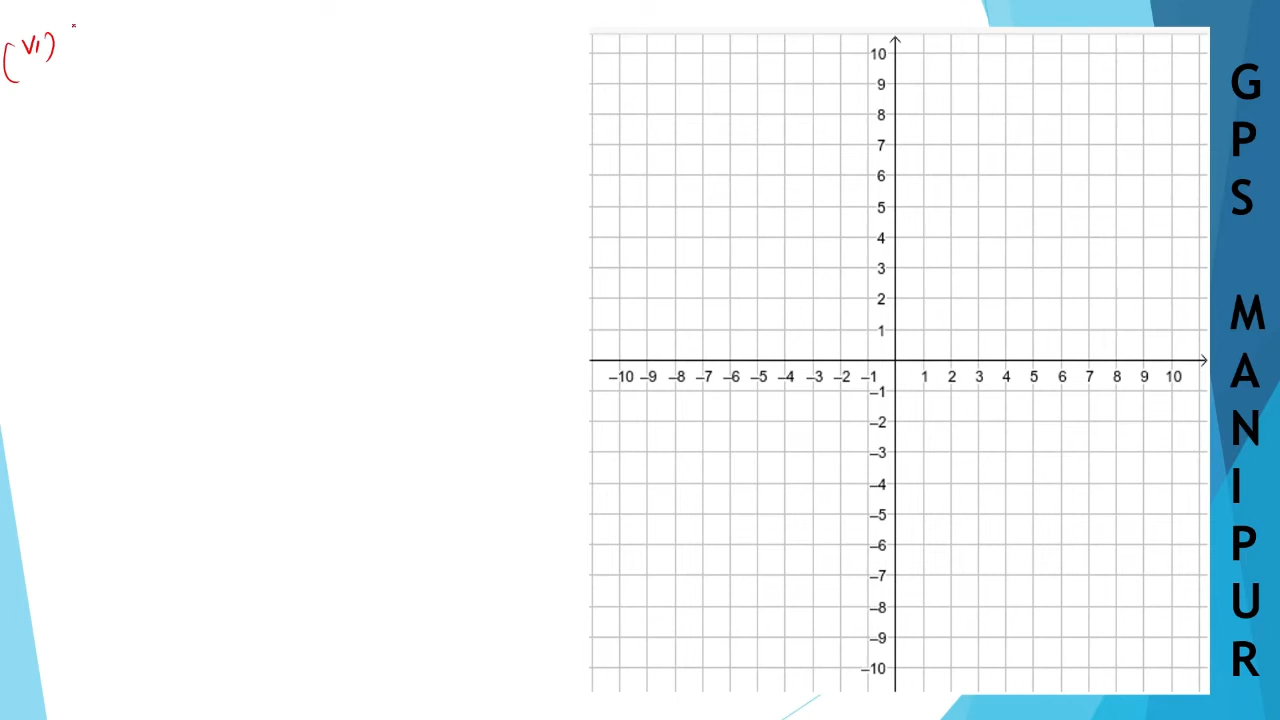 (vi)
10
9
8
7
6
5
4
3
2
1
–10 –9 –8 –7 –6 –5 –4 –3 –2 –1 1 2 3 4 5 6 7 8 9 10
–1
–2
–3
–4
–5
–6
–7
–8
–9
–10
G
P
S
M
A
N
I
P
U
R